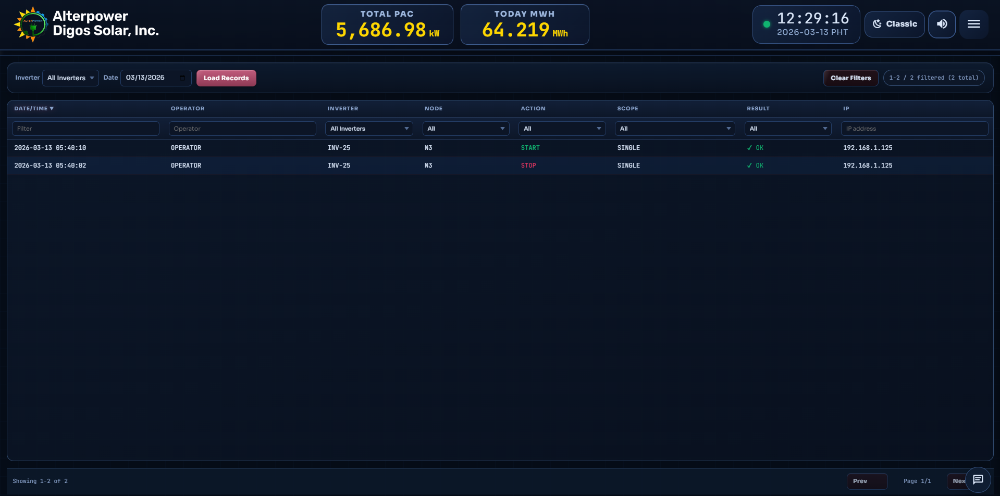 ALTERPOWER
Alterpower
Digos Solar, Inc.
TOTAL PAC
5,686.98 kW
TODAY MWH
64.219 MWh
12:29:16
2026-03-13 PHT
Classic
Inverter All Inverters Date 03/13/2026 Load Records Clear Filters 1-2 / 2 filtered (2 total)
DATE/TIME ▼ OPERATOR INVERTER NODE ACTION SCOPE RESULT IP
Filter Operator All Inverters All All All All IP address
2026-03-13 05:40:10 OPERATOR INV-25 N3 START SINGLE ✓ OK 192.168.1.125
2026-03-13 05:40:02 OPERATOR INV-25 N3 STOP SINGLE ✓ OK 192.168.1.125
Showing 1-2 of 2 Prev Page 1/1 Nex